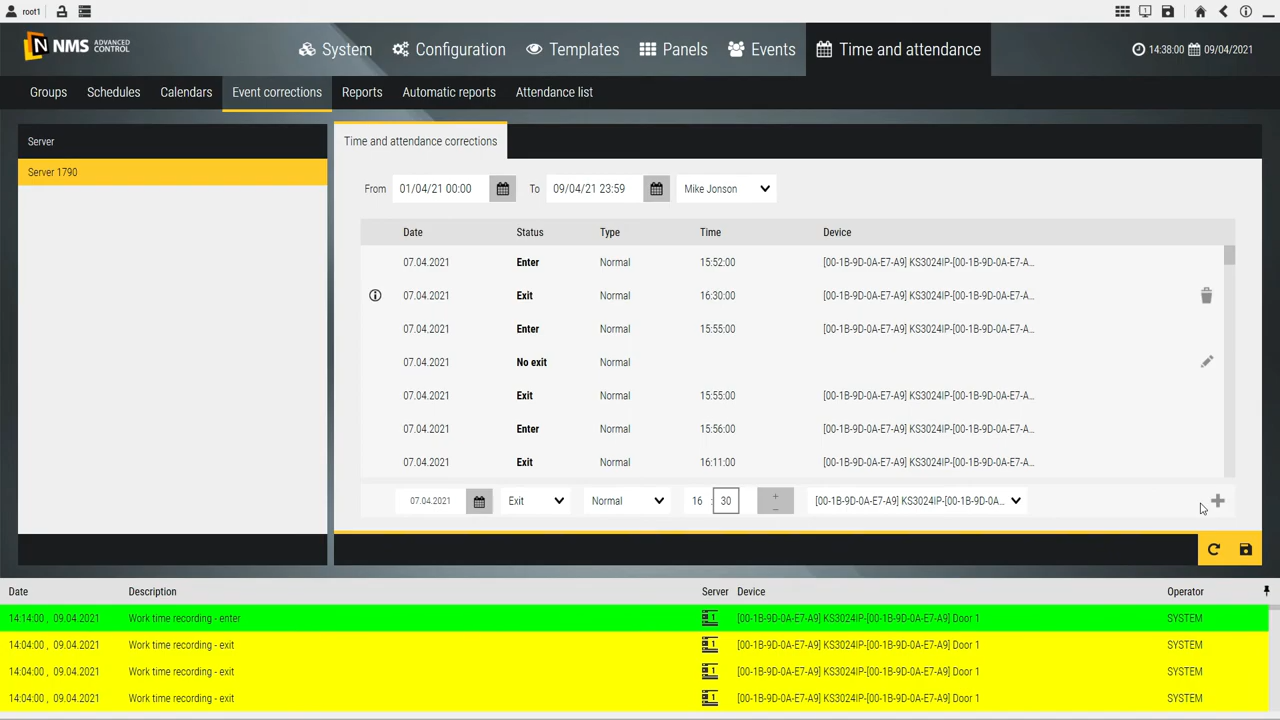 root1
1
NMS ADVANCED CONTROL
System Configuration Templates Panels Events Time and attendance
14:38:00 09/04/2021
Groups Schedules Calendars Event corrections Reports Automatic reports Attendance list
Server
Server 1790
Time and attendance corrections
From 01/04/21 00:00 To 09/04/21 23:59 Mike Jonson
Date Status Type Time Device
07.04.2021 Enter Normal 15:52:00 [00-1B-9D-0A-E7-A9] KS3024IP-[00-1B-9D-0A-E7-A...
07.04.2021 Exit Normal 16:30:00 [00-1B-9D-0A-E7-A9] KS3024IP-[00-1B-9D-0A-E7-A...
07.04.2021 Enter Normal 15:55:00 [00-1B-9D-0A-E7-A9] KS3024IP-[00-1B-9D-0A-E7-A...
07.04.2021 No exit Normal
07.04.2021 Exit Normal 15:55:00 [00-1B-9D-0A-E7-A9] KS3024IP-[00-1B-9D-0A-E7-A...
07.04.2021 Enter Normal 15:56:00 [00-1B-9D-0A-E7-A9] KS3024IP-[00-1B-9D-0A-E7-A...
07.04.2021 Exit Normal 16:11:00 [00-1B-9D-0A-E7-A9] KS3024IP-[00-1B-9D-0A-E7-A...
07.04.2021 Exit Normal 16 : 30 + _ [00-1B-9D-0A-E7-A9] KS3024IP-[00-1B-9D-0A...
Date Description Server Device Operator
14:14:00 , 09.04.2021 Work time recording - enter 1 [00-1B-9D-0A-E7-A9] KS3024IP-[00-1B-9D-0A-E7-A9] Door 1 SYSTEM
14:04:00 , 09.04.2021 Work time recording - exit 1 [00-1B-9D-0A-E7-A9] KS3024IP-[00-1B-9D-0A-E7-A9] Door 1 SYSTEM
14:04:00 , 09.04.2021 Work time recording - exit 1 [00-1B-9D-0A-E7-A9] KS3024IP-[00-1B-9D-0A-E7-A9] Door 1 SYSTEM
14:04:00 , 09.04.2021 Work time recording - exit 1 [00-1B-9D-0A-E7-A9] KS3024IP-[00-1B-9D-0A-E7-A9] Door 1 SYSTEM